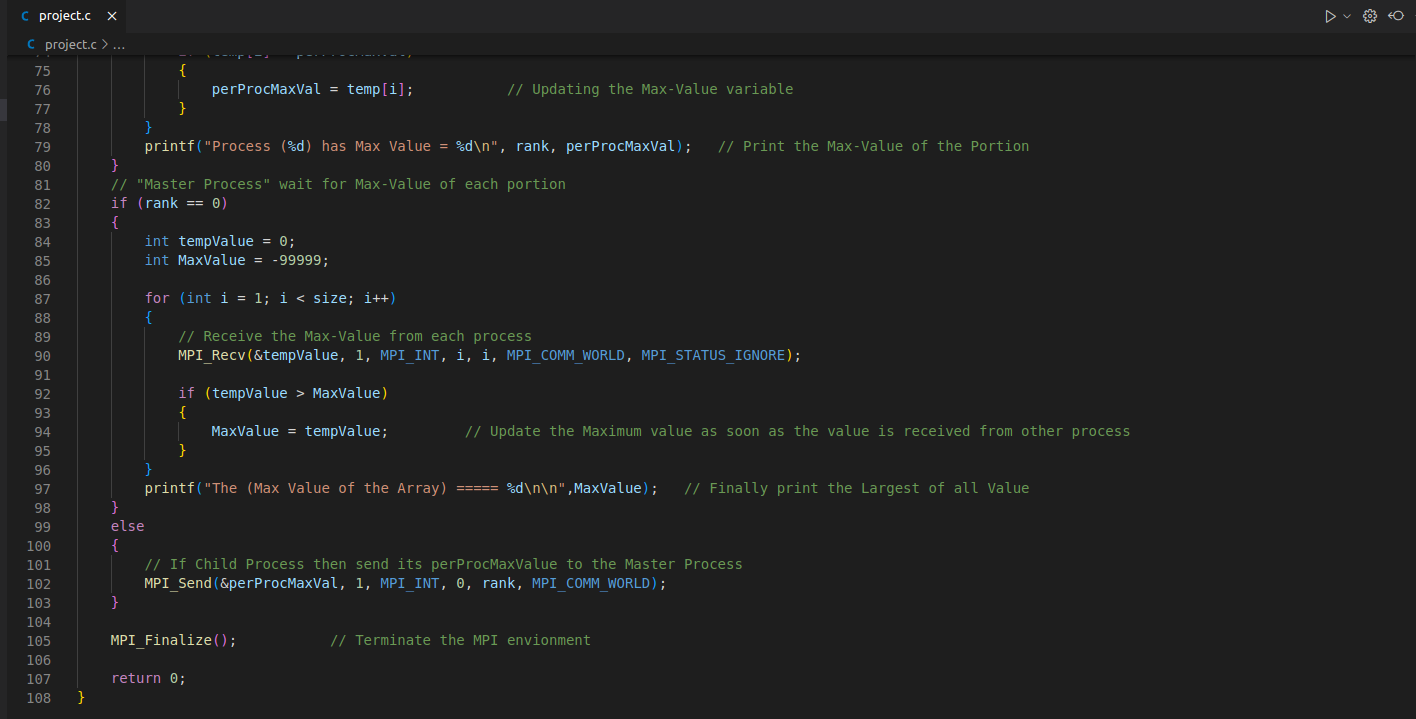 C project.c ×
C project.c > ...
75 {
76 perProcMaxVal = temp[i]; // Updating the Max-Value variable
77 }
78 }
79 printf("Process (%d) has Max Value = %d\n", rank, perProcMaxVal); // Print the Max-Value of the Portion
80 }
81 // "Master Process" wait for Max-Value of each portion
82 if (rank == 0)
83 {
84 int tempValue = 0;
85 int MaxValue = -99999;
86
87 for (int i = 1; i < size; i++)
88 {
89 // Receive the Max-Value from each process
90 MPI_Recv(&tempValue, 1, MPI_INT, i, i, MPI_COMM_WORLD, MPI_STATUS_IGNORE);
91
92 if (tempValue > MaxValue)
93 {
94 MaxValue = tempValue; // Update the Maximum value as soon as the value is received from other process
95 }
96 }
97 printf("The (Max Value of the Array) ===== %d\n\n",MaxValue); // Finally print the Largest of all Value
98 }
99 else
100 {
101 // If Child Process then send its perProcMaxValue to the Master Process
102 MPI_Send(&perProcMaxVal, 1, MPI_INT, 0, rank, MPI_COMM_WORLD);
103 }
104
105 MPI_Finalize(); // Terminate the MPI envionment
106
107 return 0;
108 }